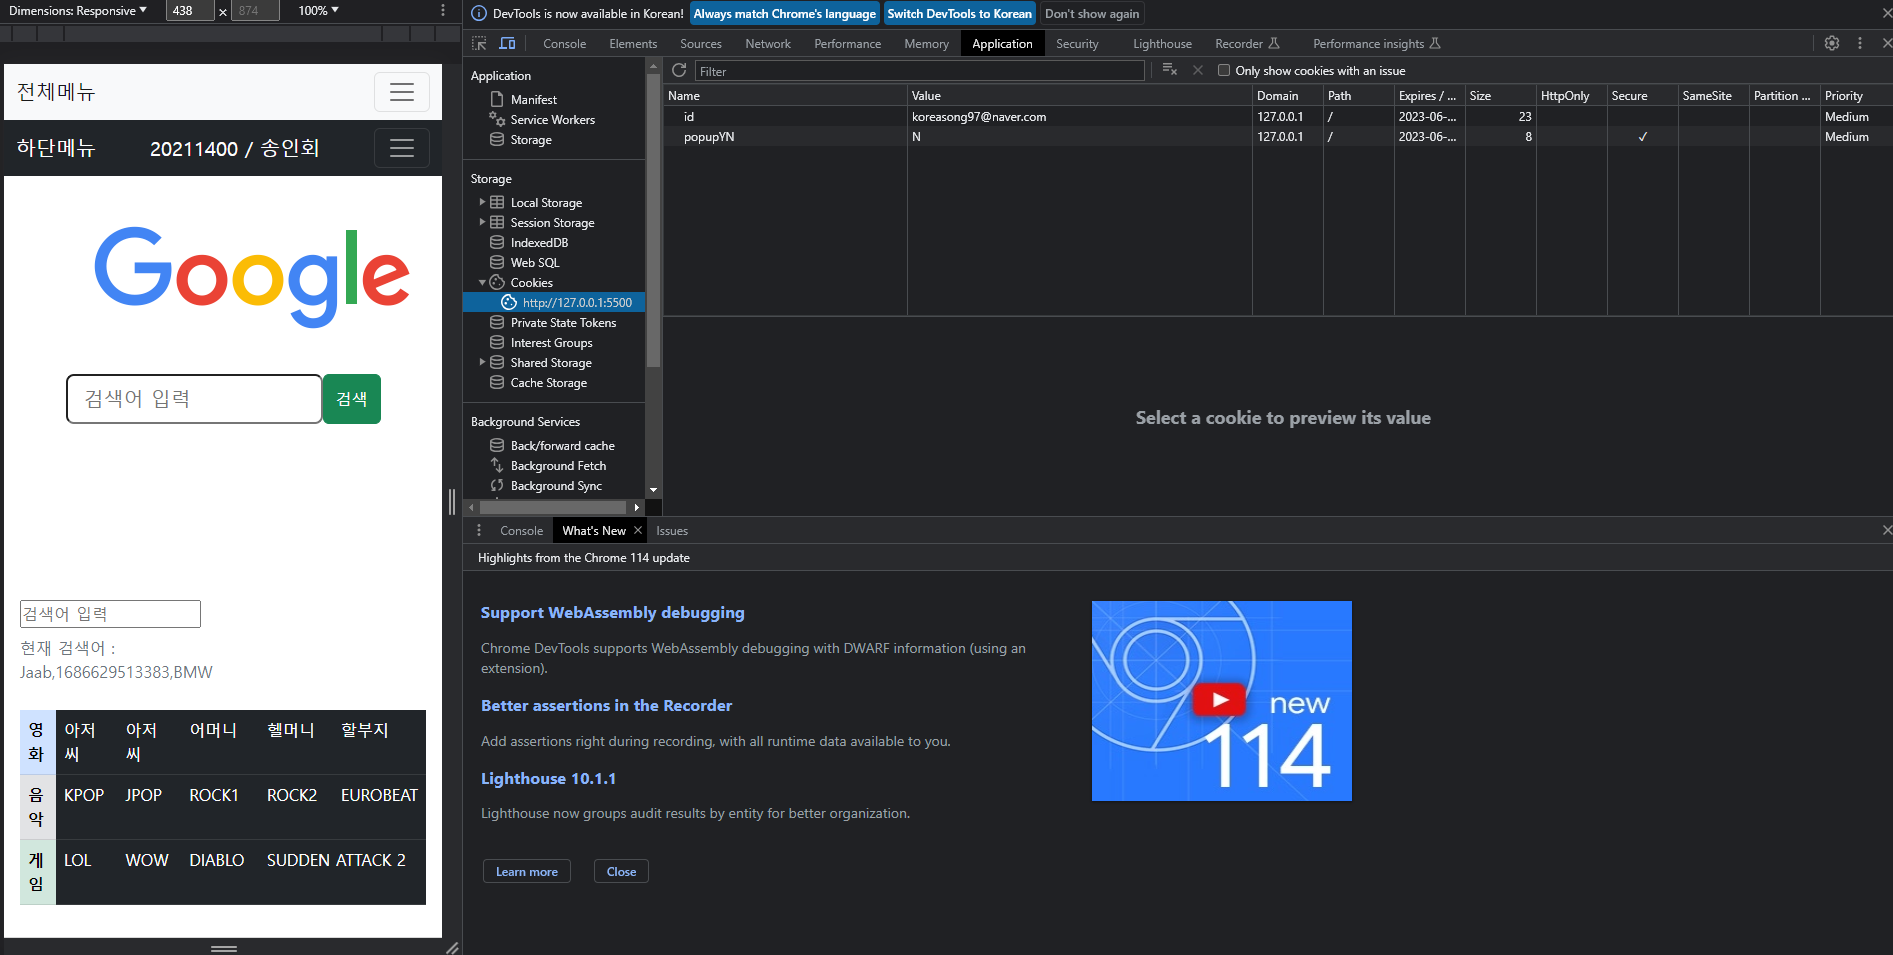 Dimensions: Responsive
438
×
874
100%
전체메뉴
하단메뉴
20211400 / 송인회
Google
검색어 입력
검색
검색어 입력
현재 검색어 :
Jaab,1686629513383,BMW
영화 아저씨 아저씨 어머니 헬머니 할부지
음악 KPOP JPOP ROCK1 ROCK2 EUROBEAT
게임 LOL WOW DIABLO SUDDEN ATTACK 2
DevTools is now available in Korean!
Always match Chrome's language
Switch DevTools to Korean
Don't show again
Console Elements Sources Network Performance Memory Application Security Lighthouse Recorder Performance insights
Application
Manifest
Service Workers
Storage
Storage
Local Storage
Session Storage
IndexedDB
Web SQL
Cookies
http://127.0.0.1:5500
Private State Tokens
Interest Groups
Shared Storage
Cache Storage
Background Services
Back/forward cache
Background Fetch
Background Sync
Filter
Only show cookies with an issue
Name Value Domain Path Expires / ... Size HttpOnly Secure SameSite Partition ... Priority
id koreasong97@naver.com 127.0.0.1 / 2023-06-... 23 Medium
popupYN N 127.0.0.1 / 2023-06-... 8 ✓ Medium
Select a cookie to preview its value
Console What's New Issues
Highlights from the Chrome 114 update
Support WebAssembly debugging
Chrome DevTools supports WebAssembly debugging with DWARF information (using an
extension).
Better assertions in the Recorder
Add assertions right during recording, with all runtime data available to you.
Lighthouse 10.1.1
Lighthouse now groups audit results by entity for better organization.
Learn more
Close
new
114